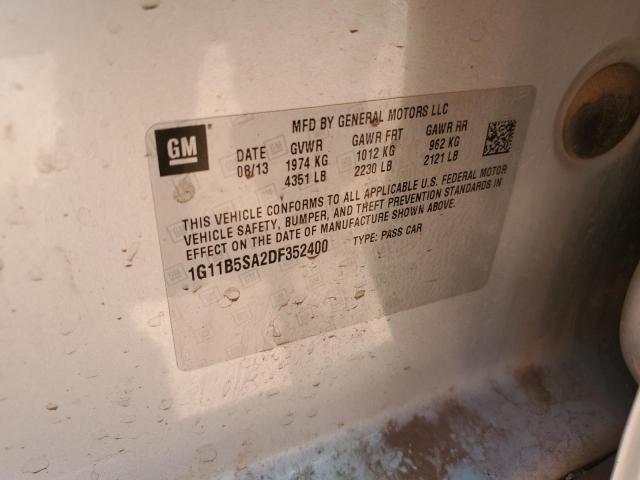 MFD BY GENERAL MOTORS LLC
GM
DATE GVWR GAWR FRT GAWR RR
08/13 1974 KG 1012 KG 962 KG
4351 LB 2230 LB 2121 LB
THIS VEHICLE CONFORMS TO ALL APPLICABLE U.S. FEDERAL MOTOR
VEHICLE SAFETY, BUMPER, AND THEFT PREVENTION STANDARDS IN
EFFECT ON THE DATE OF MANUFACTURE SHOWN ABOVE.
1G11B5SA2DF352400 TYPE: PASS CAR